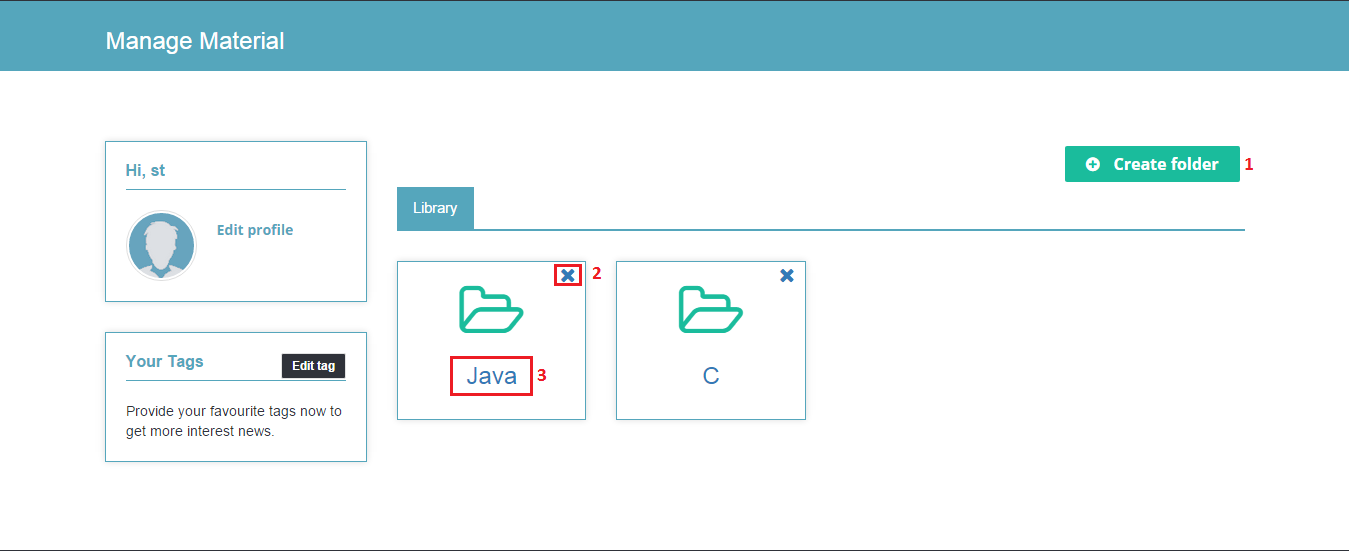 Manage Material
Hi, st
Edit profile
Your Tags
Edit tag
Provide your favourite tags now to
get more interest news.
Create folder 1
Library
2
Java 3
C